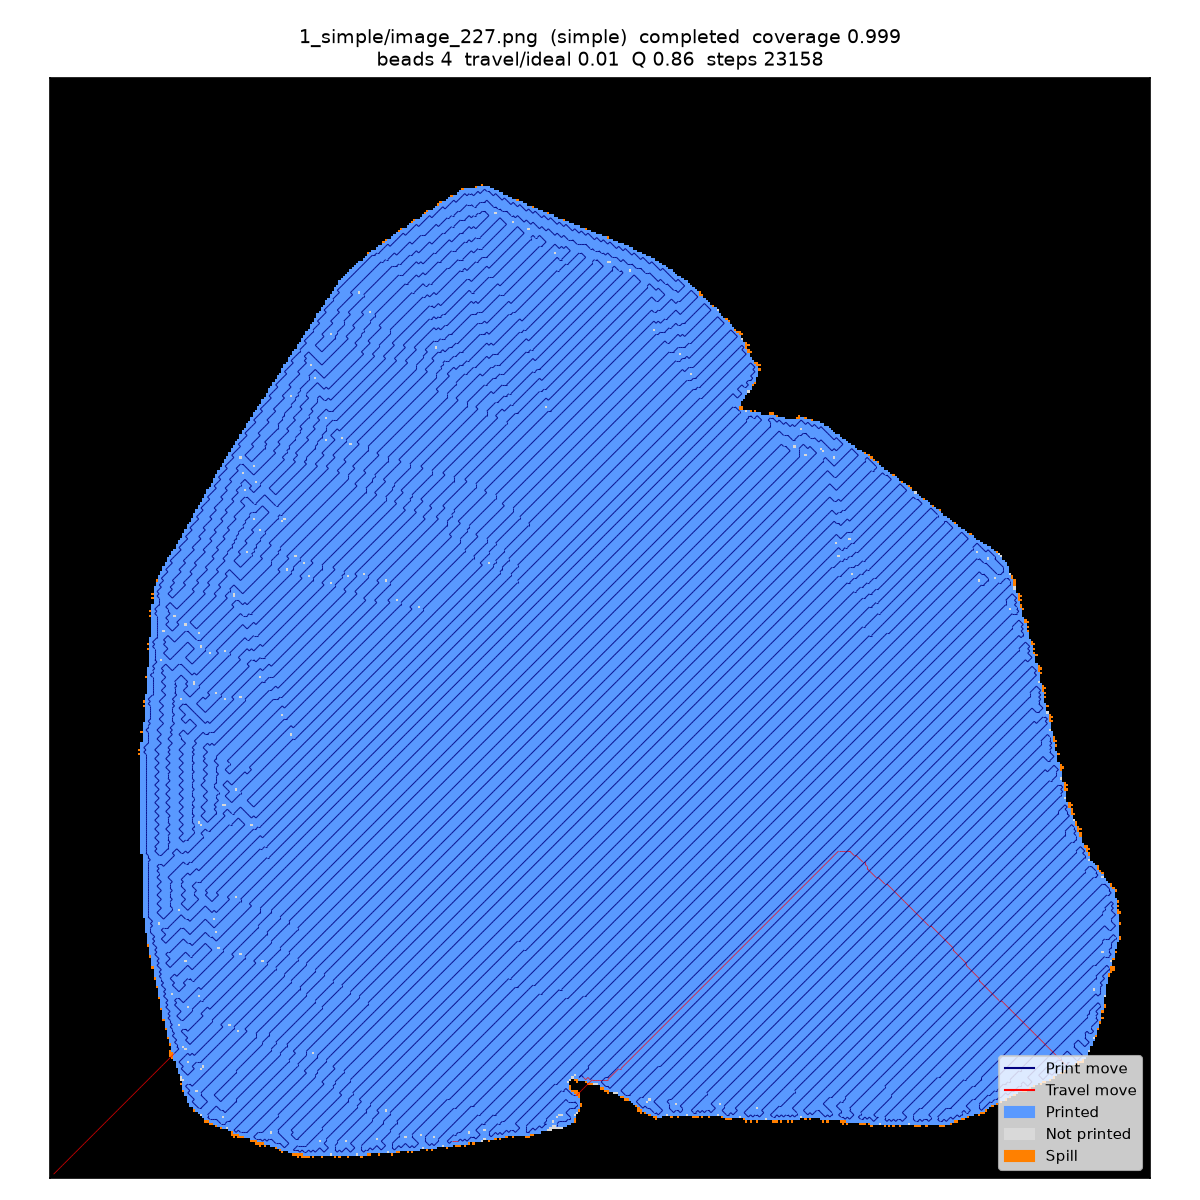 1_simple/image_227.png  (simple)  completed  coverage 0.999
beads 4  travel/ideal 0.01  Q 0.86  steps 23158
Print move
Travel move
Printed
Not printed
Spill